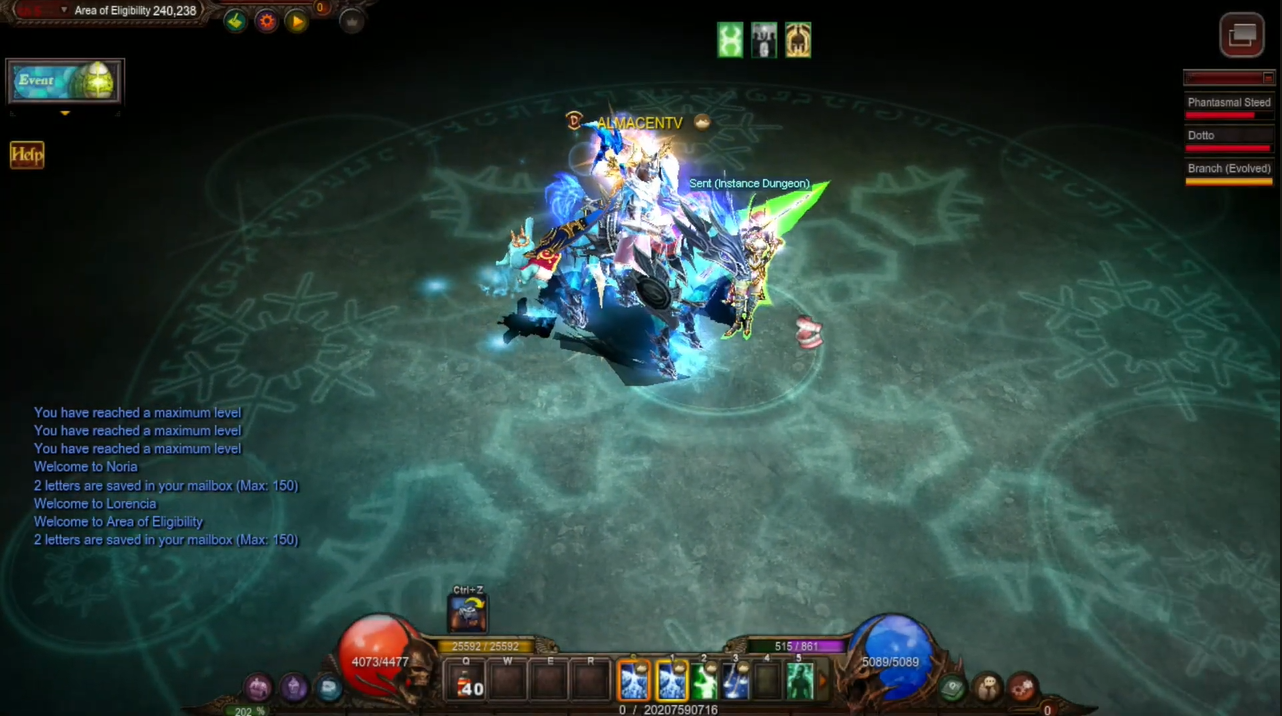 Area of Eligibility 240,238
0
Event
Help
Phantasmal Steed
Dotto
Branch (Evolved)
ALMACENTV
Sent (Instance Dungeon)
You have reached a maximum level
You have reached a maximum level
You have reached a maximum level
Welcome to Noria
2 letters are saved in your mailbox (Max: 150)
Welcome to Lorencia
Welcome to Area of Eligibility
2 letters are saved in your mailbox (Max: 150)
Ctrl+Z
25592 / 25592
515 / 861
4073/4477
Q W E R 1 2 3 4 5
40
5089/5089
202 %
0 / 20207590716
0